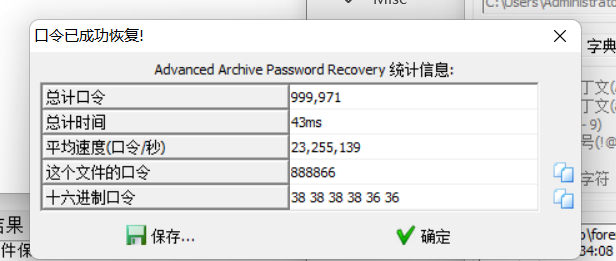 Misc
C:\Users\Administrato
口令已成功恢复!
字典
Advanced Archive Password Recovery 统计信息:
总计口令 999,971
总计时间 43ms
平均速度(口令/秒) 23,255,139
这个文件的口令 888866
十六进制口令 38 38 38 38 36 36
丁文(
丁文(
- 9)
号(!@
字符
保存... 确定
结果
件保
\fore
34:08